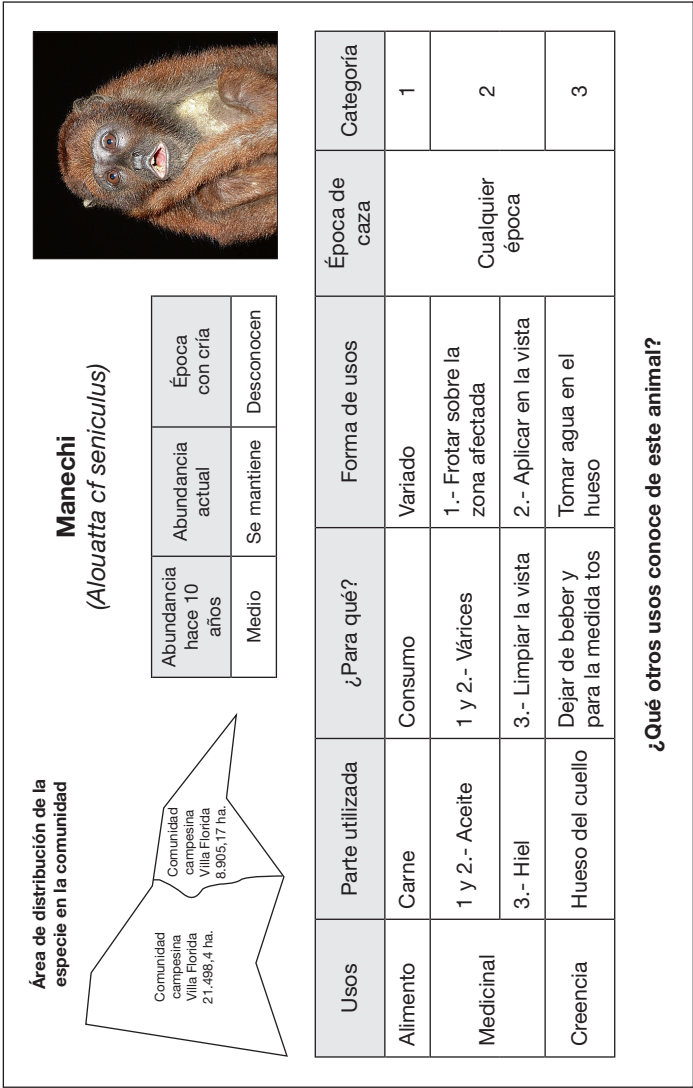 Área de distribución de la
especie en la comunidad
Comunidad
campesina
Villa Florida
21.498,4 ha.
Comunidad
campesina
Villa Florida
8.905,17 ha.
Manechi
(Alouatta cf seniculus)
Abundancia
hace 10
años
Abundancia
actual
Época
con cría
Medio
Se mantiene
Desconocen
Usos
Parte utilizada
¿Para qué?
Forma de usos
Época de
caza
Categoría
Alimento
Carne
Consumo
Variado
Cualquier
época
1
Medicinal
1 y 2.- Aceite
1 y 2.- Várices
1.- Frotar sobre la
zona afectada
2
3.- Hiel
3.- Limpiar la vista
2.- Aplicar en la vista
Creencia
Hueso del cuello
Dejar de beber y
para la medida tos
Tomar agua en el
hueso
3
¿Qué otros usos conoce de este animal?